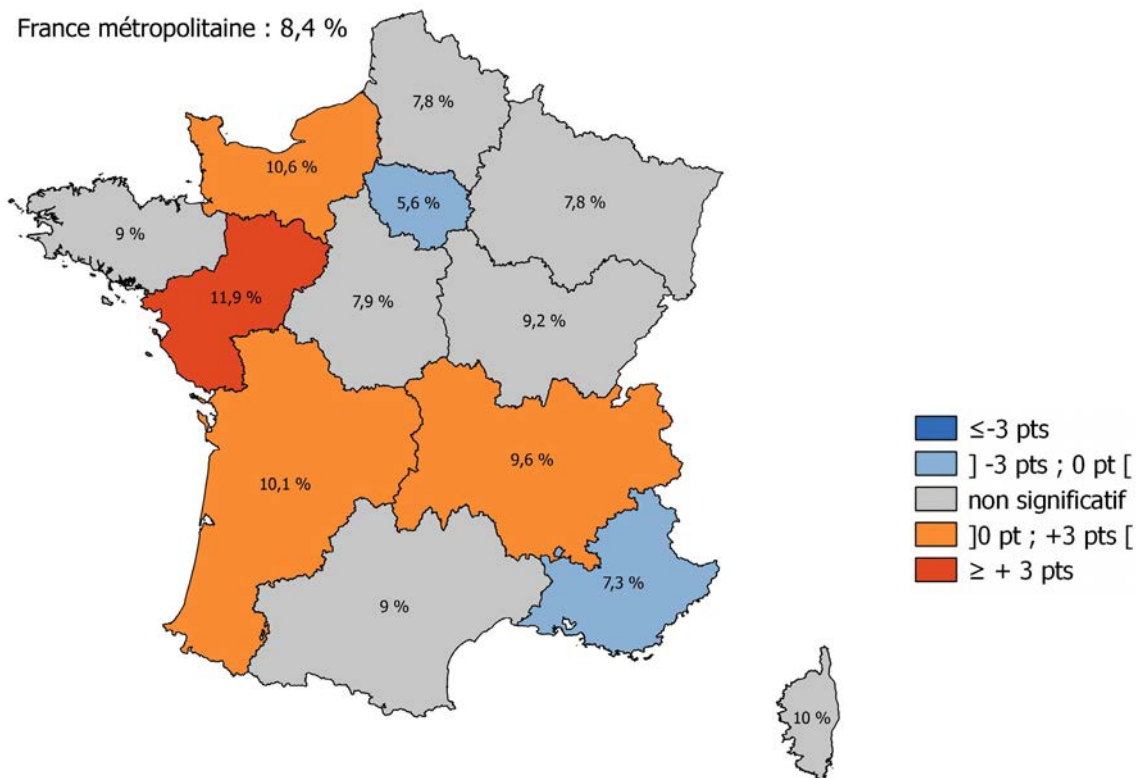 France métropolitaine : 8,4 %
7,8 %
10,6 %
5,6 %
7,8 %
9 %
11,9 %
7,9 %
9,2 %
9,6 %
10,1 %
7,3 %
9 %
10 %
≤-3 pts
] -3 pts ; 0 pt [
non significatif
]0 pt ; +3 pts [
≥ + 3 pts